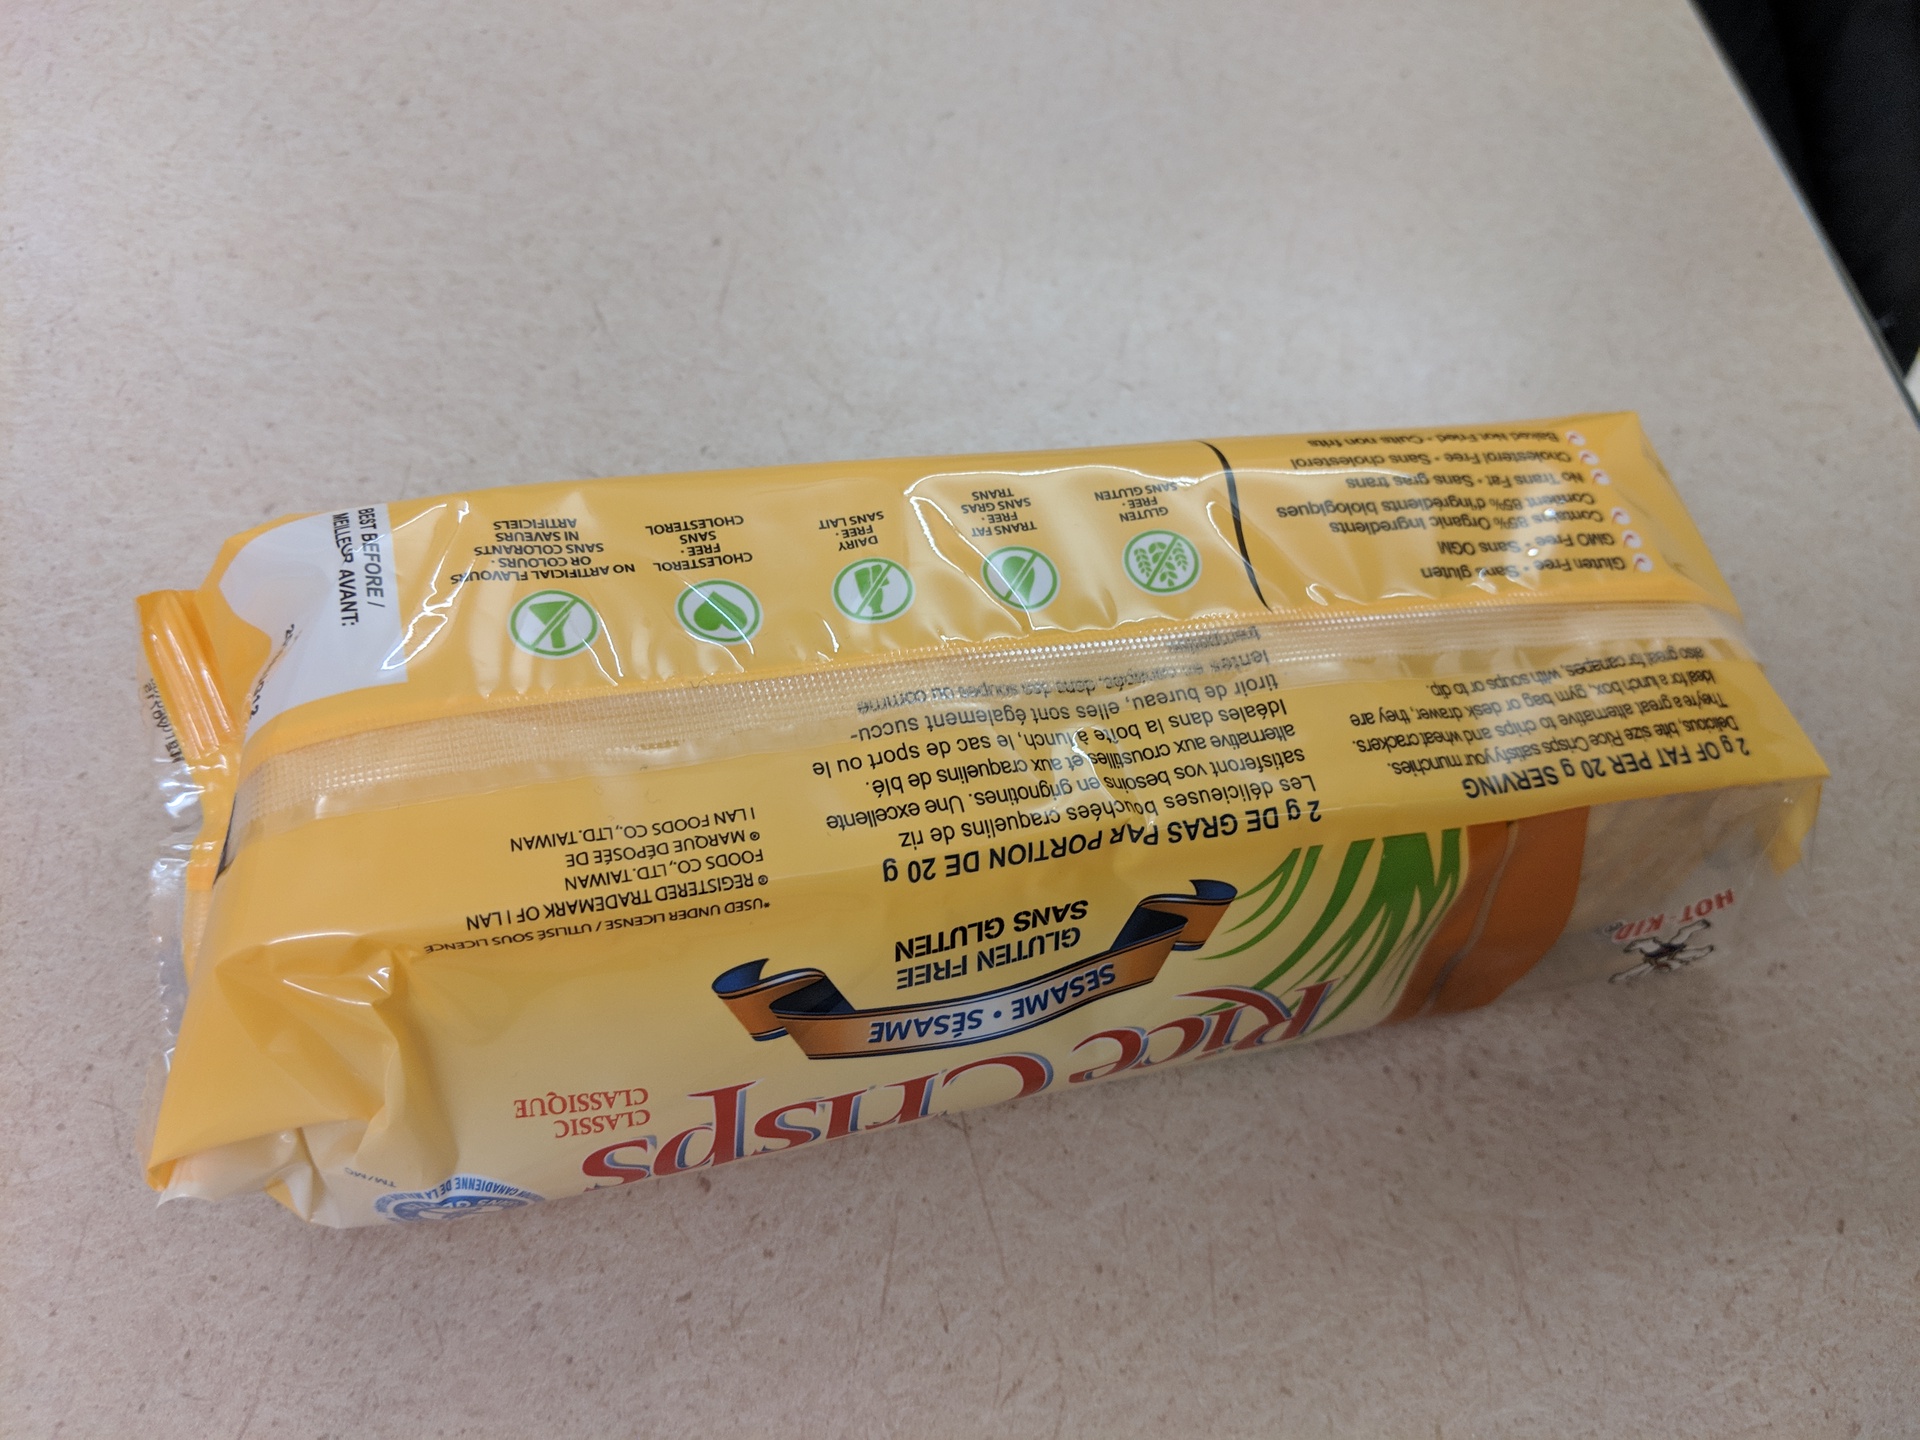 HOT-KID®
Rice Crisps
CLASSIC
CLASSIQUE
SESAME • SÉSAME
GLUTEN FREE
SANS GLUTEN
TM/MC
*USED UNDER LICENSE / UTILISÉ SOUS LICENCE
® REGISTERED TRADEMARK OF I LAN
FOODS CO., LTD. TAIWAN
® MARQUE DÉPOSÉE DE
I LAN FOODS CO., LTD. TAIWAN
2 g OF FAT PER 20 g SERVING
Delicious, bite size Rice Crisps satisfy your munchies.
They're a great alternative to chips and wheat crackers.
Ideal for a lunch box, gym bag or desk drawer, they are
also great for canapes, with soups or to dip.
2 g DE GRAS PAR PORTION DE 20 g
Les délicieuses bouchées craquelins de riz
satisferont vos besoins en grignotines. Une excellente
alternative aux croustilles et aux craquelins de blé.
Idéales dans la boîte à lunch, le sac de sport ou le
tiroir de bureau, elles sont également succu-
lentes en canapés, dans des soupes ou comme
trempette.
Gluten Free • Sans gluten
GMO Free • Sans OGM
Contains 85% Organic Ingredients
Contient 85% d'ingrédients biologiques
No Trans Fat • Sans gras trans
Cholesterol Free • Sans cholesterol
Baked Not Fried • Cuits non frits
GLUTEN
FREE •
SANS GLUTEN
TRANS FAT
FREE •
SANS GRAS
TRANS
DAIRY
FREE •
SANS LAIT
CHOLESTEROL
FREE •
SANS
CHOLESTEROL
NO ARTIFICIAL FLAVOURS
OR COLOURS •
SANS COLORANTS
NI SAVEURS
ARTIFICIELS
BEST BEFORE /
MEILLEUR AVANT: